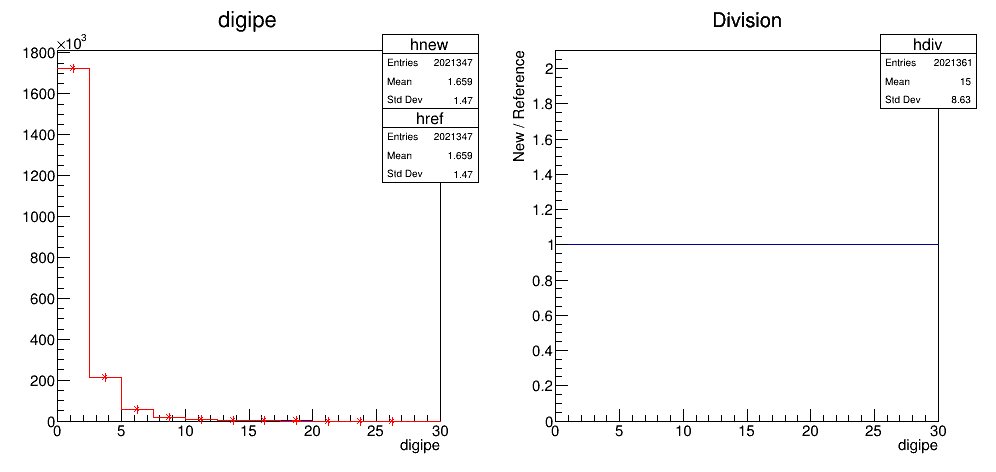 digipe
×10³
hnew
Entries 2021347
Mean 1.659
Std Dev 1.47
href
Entries 2021347
Mean 1.659
Std Dev 1.47
1800
1600
1400
1200
1000
800
600
400
200
0
0 5 10 15 20 25 30
digipe
Division
hdiv
Entries 2021361
Mean 15
Std Dev 8.63
New / Reference
2
1.8
1.6
1.4
1.2
1
0.8
0.6
0.4
0.2
0
0 5 10 15 20 25 30
digipe